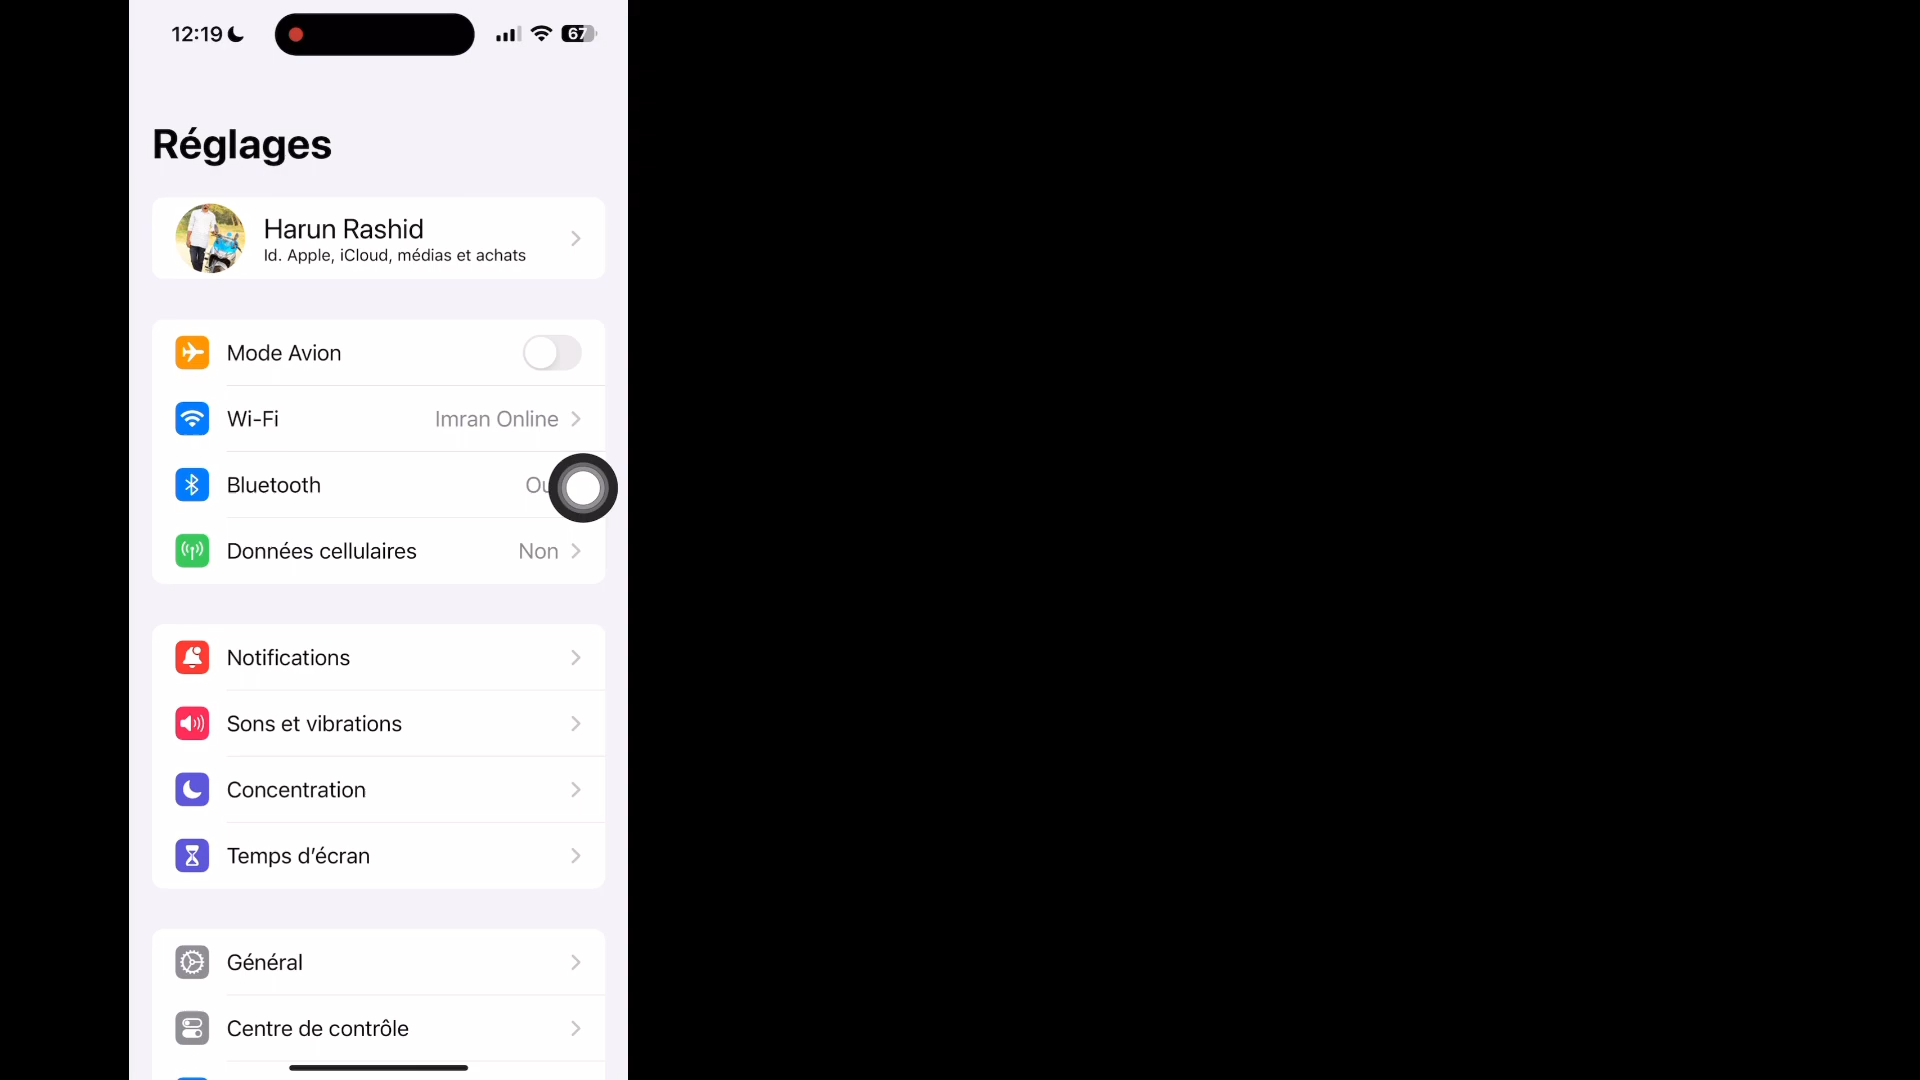 12:19
67
Réglages
Harun Rashid
Id. Apple, iCloud, médias et achats
Mode Avion
Wi-Fi Imran Online
Bluetooth
Données cellulaires Non
Notifications
Sons et vibrations
Concentration
Temps d’écran
Général
Centre de contrôle